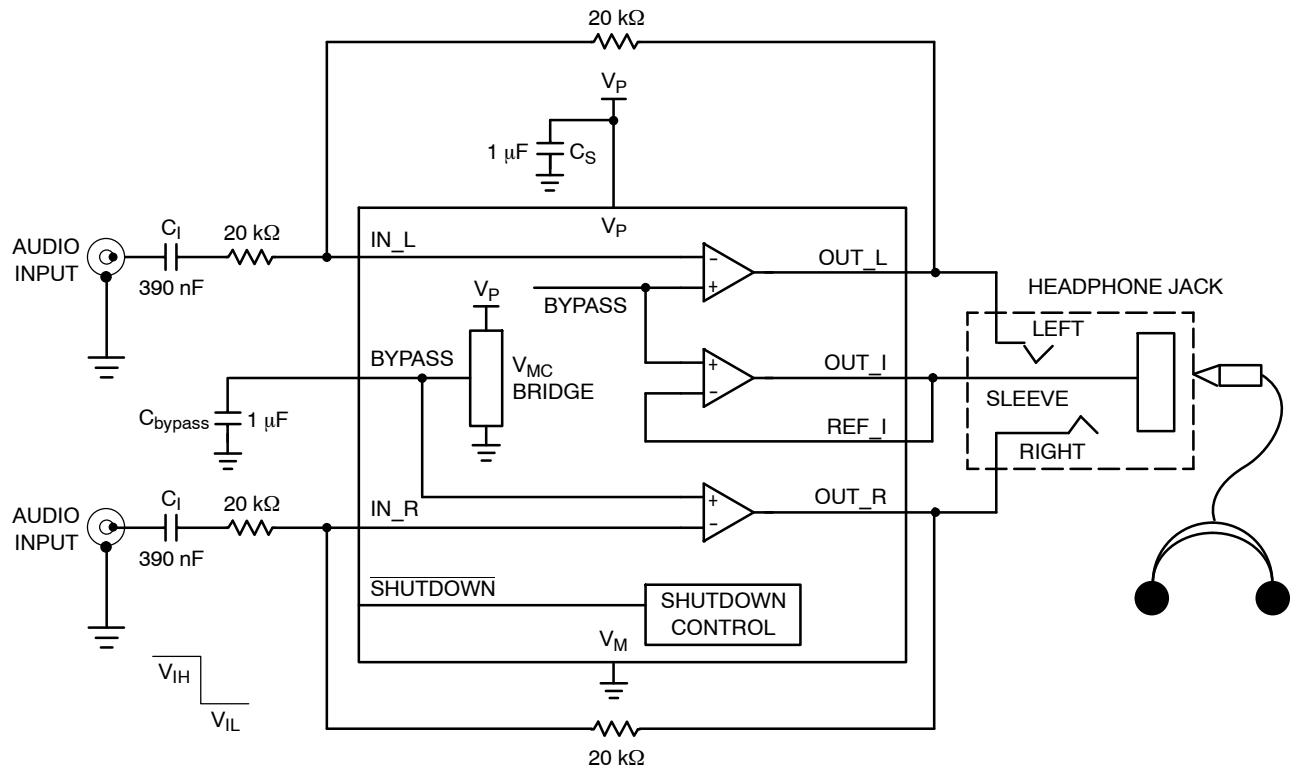 20 kΩ
V_P
1 μF
C_S
V_P
AUDIO
INPUT
C_I
390 nF
20 kΩ
IN_L
−
+
OUT_L
BYPASS
HEADPHONE JACK
LEFT
V_P
BYPASS
V_MC
BRIDGE
+
−
OUT_I
REF_I
SLEEVE
RIGHT
C_bypass
1 μF
AUDIO
INPUT
C_I
390 nF
20 kΩ
IN_R
+
−
OUT_R
SHUTDOWN
SHUTDOWN
CONTROL
V_M
V_IH
V_IL
20 kΩ